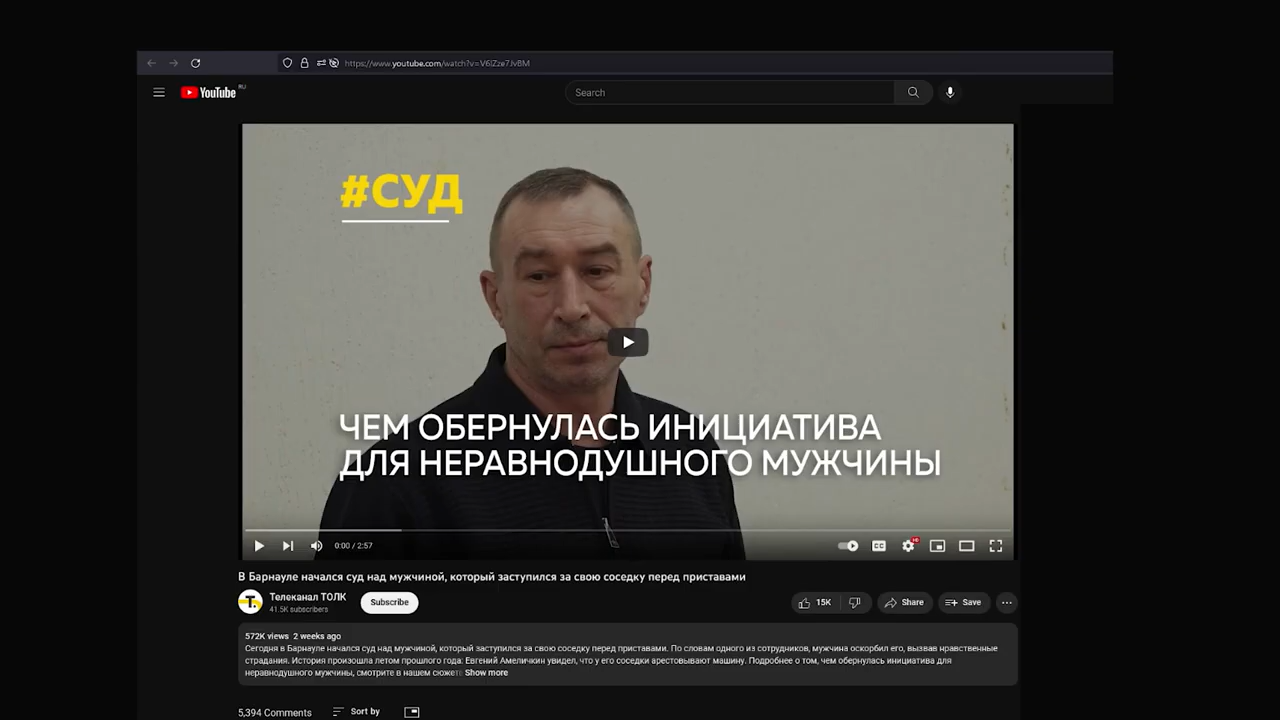 https://www.youtube.com/watch?v=V6lZze7JvBM
YouTube RU
Search
#СУД
ЧЕМ ОБЕРНУЛАСЬ ИНИЦИАТИВА
ДЛЯ НЕРАВНОДУШНОГО МУЖЧИНЫ
0:00 / 2:57
CC
HD
В Барнауле начался суд над мужчиной, который заступился за свою соседку перед приставами
Т.
Телеканал ТОЛК
41.5K subscribers
Subscribe
15K
Share
Save
572K views 2 weeks ago
Сегодня в Барнауле начался суд над мужчиной, который заступился за свою соседку перед приставами. По словам одного из сотрудников, мужчина оскорбил его, вызвав нравственные
страдания. История произошла летом прошлого года: Евгений Амеличкин увидел, что у его соседки арестовывают машину. Подробнее о том, чем обернулась инициатива для
неравнодушного мужчины, смотрите в нашем сюжете Show more
5,394 Comments
Sort by